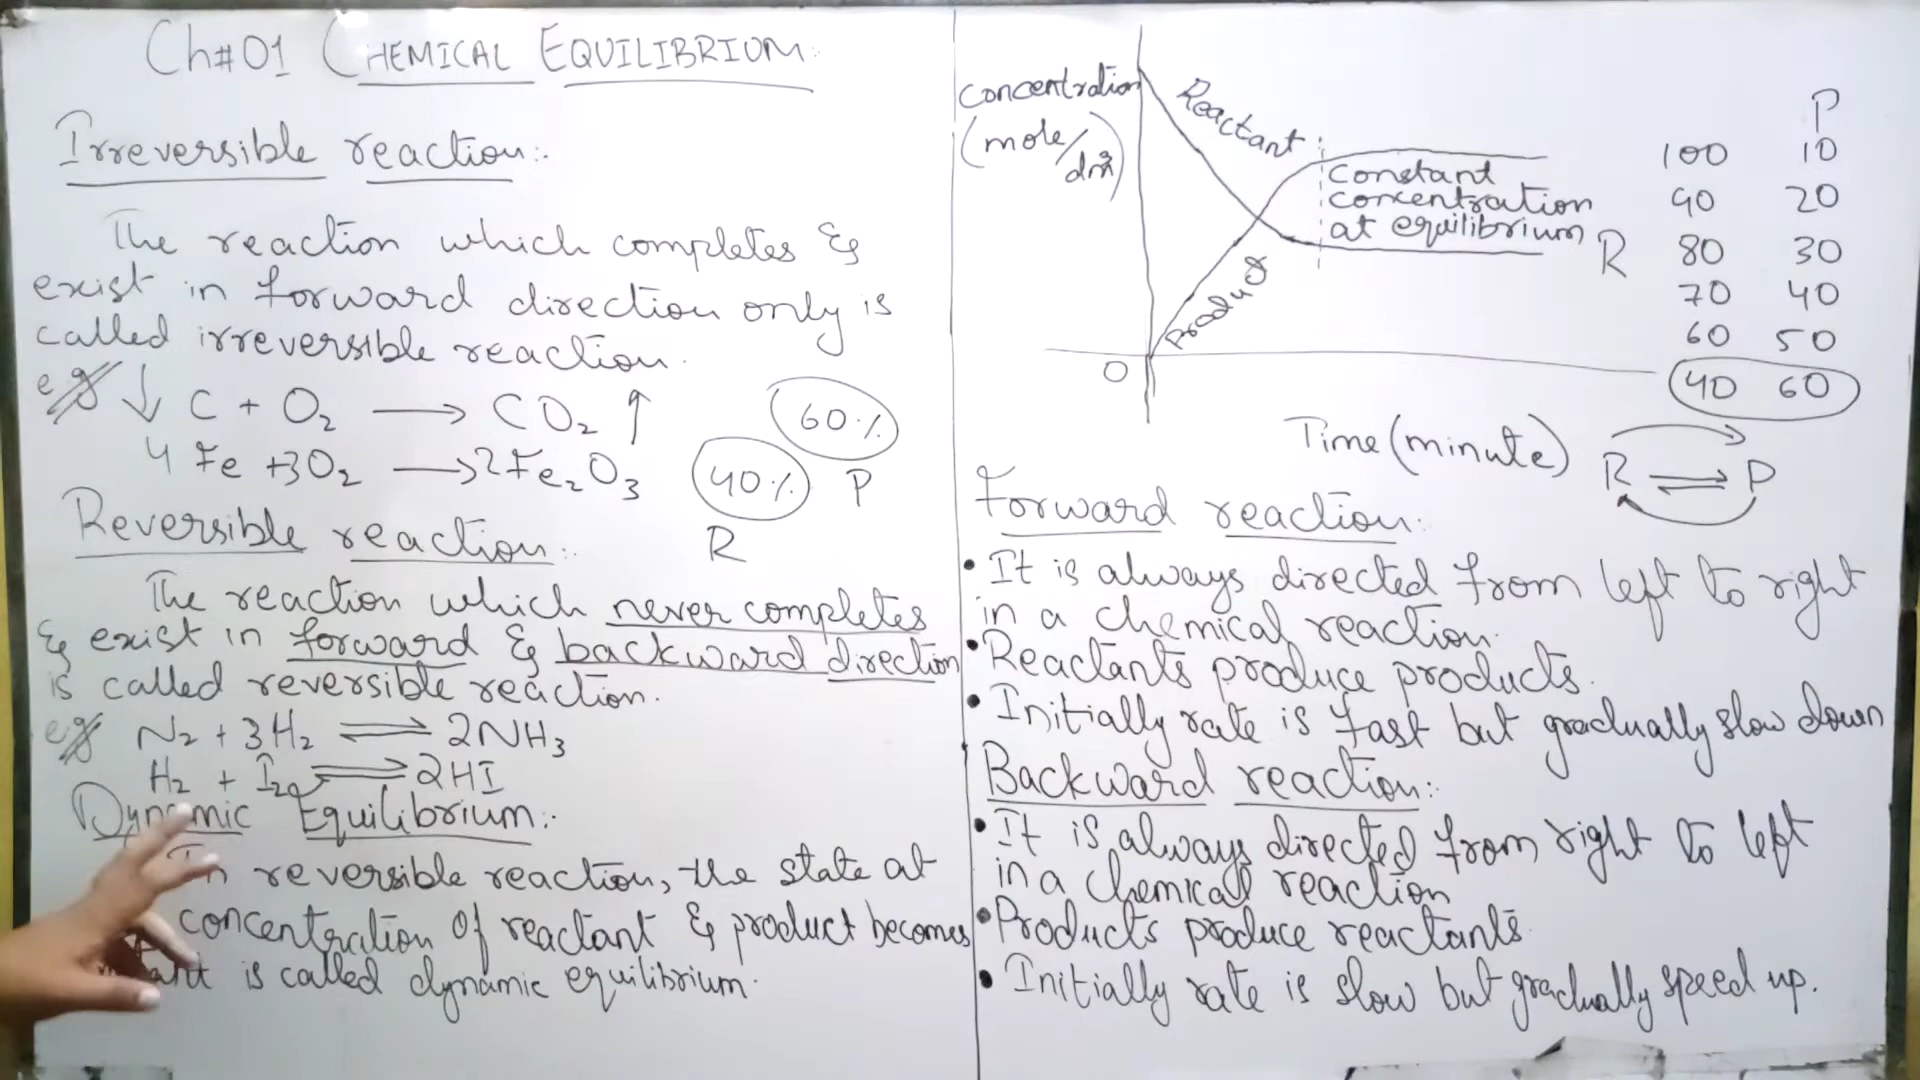 Ch#01 CHEMICAL EQUILIBRIUM:
Irreversible reaction:
The reaction which completes &
exist in forward direction only is
called irreversible reaction.
eg ↓ C + O₂ ⟶ CO₂ ↑
4 Fe +3O₂ ⟶ 2Fe₂O₃
60%
P
40%
R
Reversible reaction:
The reaction which never completes
& exist in forward & backward direction
is called reversible reaction.
eg N₂ + 3H₂ ⇌ 2NH₃
H₂ + I₂ ⇌ 2HI
Dynamic Equilibrium:
reversible reaction, the state at
concentration of reactant & product becomes
is called dynamic equilibrium.
concentration
(mole/dm³)
Reactant
Product
Constant
concentration
at equilibrium
O
Time (minute)
P
R
100 10
90 20
80 30
70 40
60 50
40 60
R ⇌ P
Forward reaction:
• It is always directed from left to right
in a chemical reaction.
• Reactants produce products.
• Initially rate is fast but gradually slow down
Backward reaction:
• It is always directed from right to left
in a chemical reaction
• Products produce reactants.
• Initially rate is slow but gradually speed up.